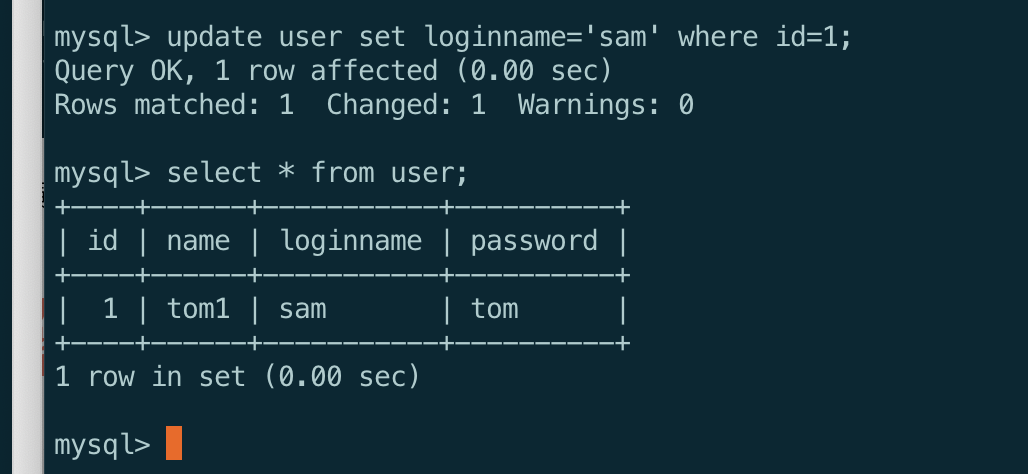 mysql> update user set loginname='sam' where id=1;
Query OK, 1 row affected (0.00 sec)
Rows matched: 1  Changed: 1  Warnings: 0
mysql> select * from user;
+----+------+-----------+----------+
| id | name | loginname | password |
+----+------+-----------+----------+
|  1 | tom1 | sam       | tom      |
+----+------+-----------+----------+
1 row in set (0.00 sec)
mysql>